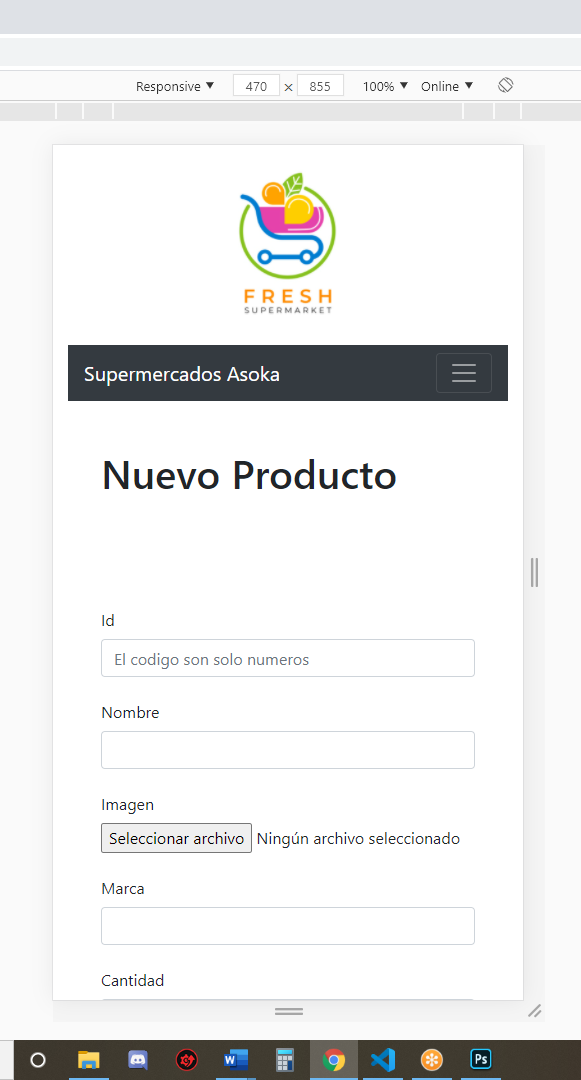 Responsive ▼ 470 × 855 100% ▼ Online ▼
FRESH
SUPERMARKET
Supermercados Asoka
Nuevo Producto
Id
El codigo son solo numeros
Nombre
Imagen
Seleccionar archivo Ningún archivo seleccionado
Marca
Cantidad
W Ps